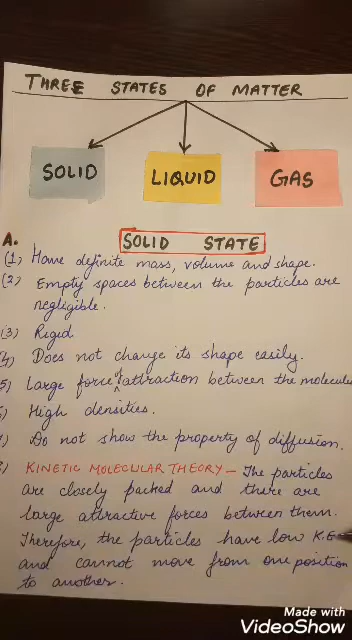 THREE STATES OF MATTER
SOLID
LIQUID
GAS
A. SOLID STATE
(1) Have definite mass, volume and shape.
(2) Empty spaces between the particles are
negligible.
(3) Rigid
4) Does not change its shape easily.
5) Large force of attraction between the molecules
) High densities.
) Do not show the property of diffusion.
) KINETIC MOLECULAR THEORY – The particles
are closely packed and there are
large attractive forces between them.
Therefore, the particles have low K.E
and cannot move from one position
to another.
Made with
VideoShow